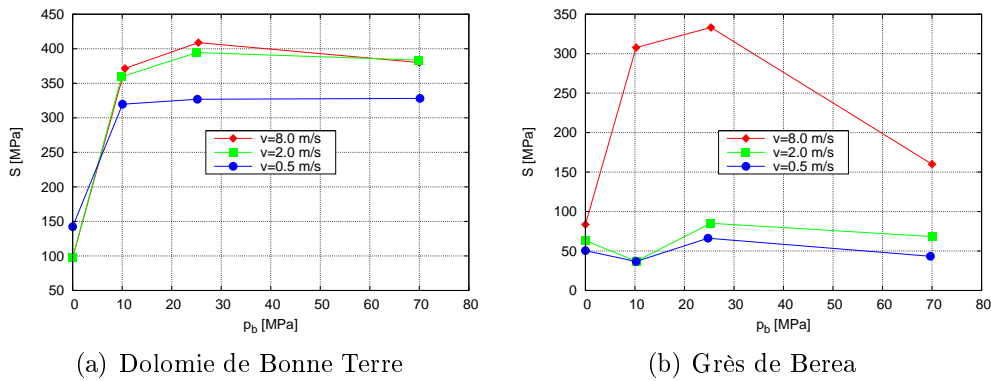 450
400
350
300
250
200
150
100
50
S [MPa]
0 10 20 30 40 50 60 70 80
p_b [MPa]
v=8.0 m/s
v=2.0 m/s
v=0.5 m/s
(a) Dolomie de Bonne Terre
350
300
250
200
150
100
50
0
S [MPa]
0 10 20 30 40 50 60 70 80
p_b [MPa]
v=8.0 m/s
v=2.0 m/s
v=0.5 m/s
(b) Grès de Berea